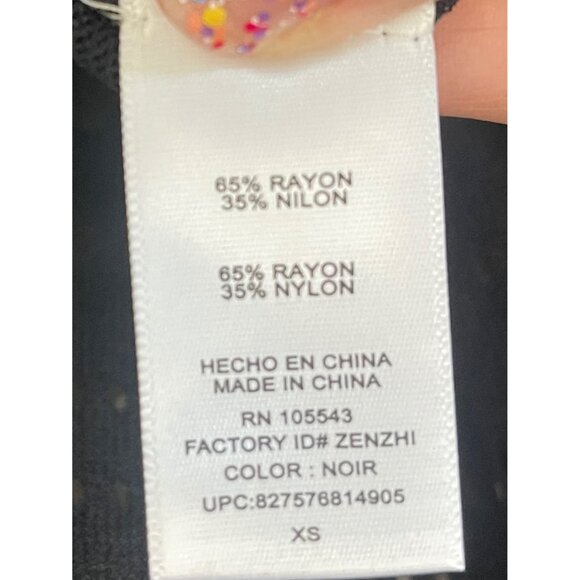 65% RAYON
35% NILON
65% RAYON
35% NYLON
HECHO EN CHINA
MADE IN CHINA
RN 105543
FACTORY ID# ZENZHI
COLOR : NOIR
UPC:827576814905
XS